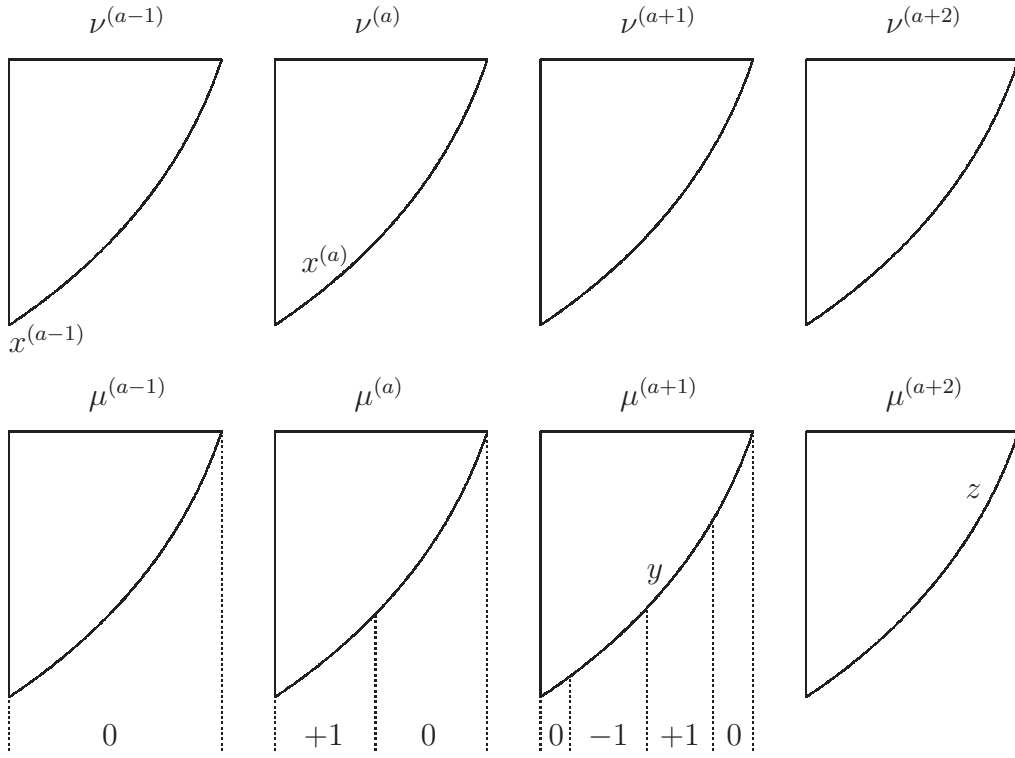 ν^{(a−1)} ν^{(a)} ν^{(a+1)} ν^{(a+2)}
x^{(a)}
x^{(a−1)}
μ^{(a−1)} μ^{(a)} μ^{(a+1)} μ^{(a+2)}
z
y
0 +1 0 0 −1 +1 0